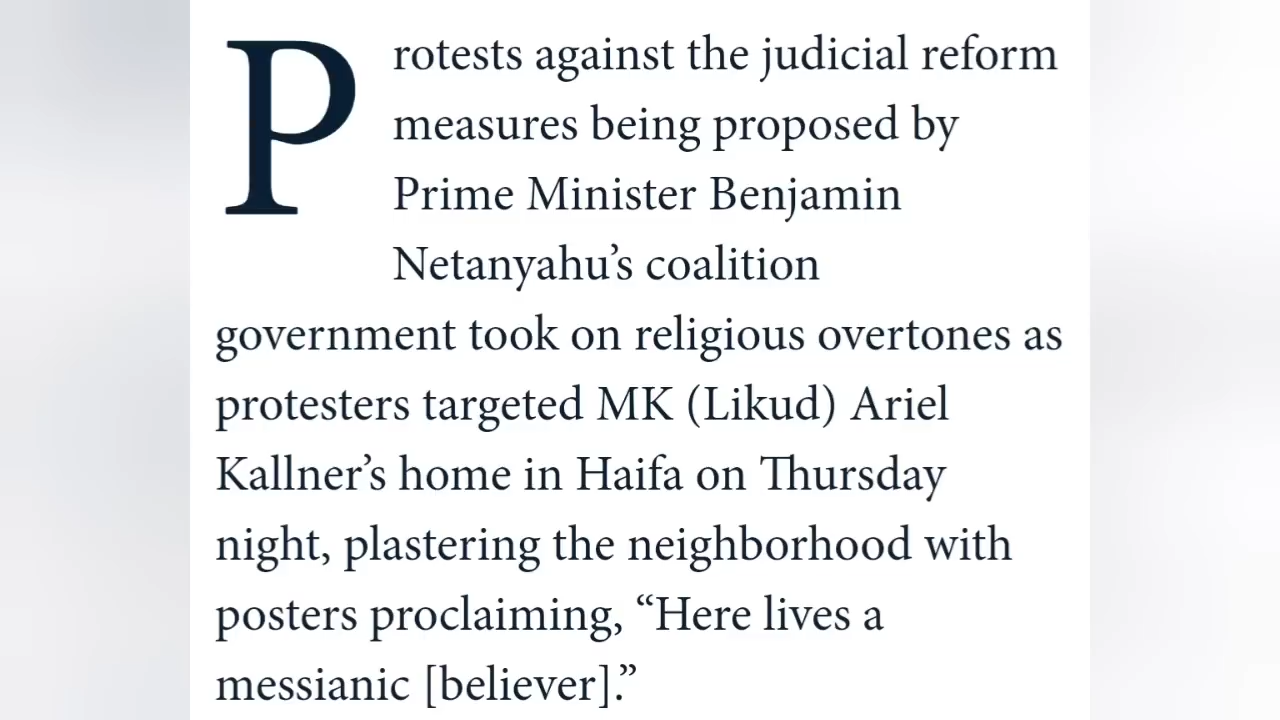 Protests against the judicial reform
measures being proposed by
Prime Minister Benjamin
Netanyahu’s coalition
government took on religious overtones as
protesters targeted MK (Likud) Ariel
Kallner’s home in Haifa on Thursday
night, plastering the neighborhood with
posters proclaiming, “Here lives a
messianic [believer].”